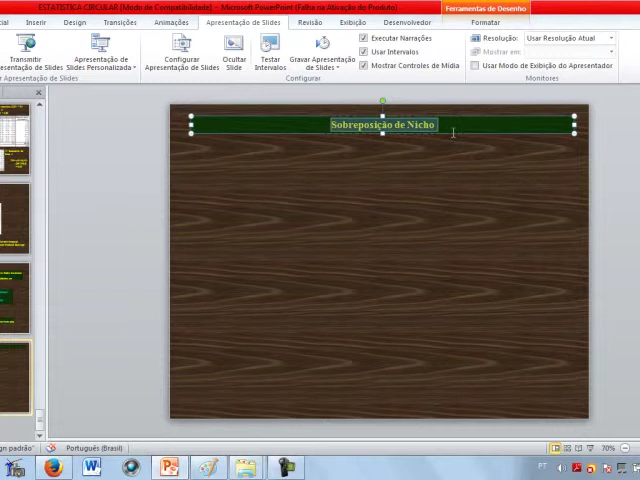 ESTATÍSTICA CIRCULAR [Modo de Compatibilidade] – Microsoft PowerPoint (Falha na Ativação do Produto)
Ferramentas de Desenho
Inserir Design Transições Animações Apresentação de Slides Revisão Exibição Desenvolvedor Formatar
Transmitir
Apresentação de
Slides Personalizada
Configurar
Apresentação de Slides
Ocultar
Slide
Testar
Intervalos
Gravar Apresentação
de Slides
Executar Narrações
Usar Intervalos
Mostrar Controles de Mídia
Resolução: Usar Resolução Atual
Mostrar em:
Usar Modo de Exibição do Apresentador
Apresentação de Slides
Configurar
Monitores
Sobreposição de Nicho
padrão" Português (Brasil) 70%
PT